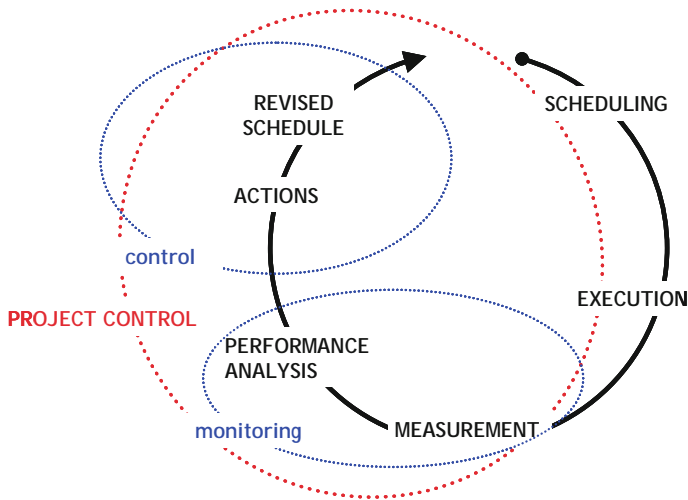 REVISED
SCHEDULE
SCHEDULING
ACTIONS
control
EXECUTION
PROJECT CONTROL
PERFORMANCE
ANALYSIS
monitoring
MEASUREMENT